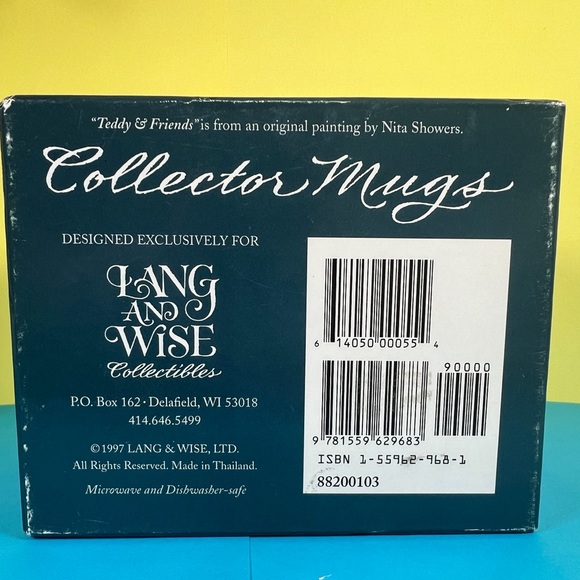 "Teddy & Friends" is from an original painting by Nita Showers.
Collector Mugs
DESIGNED EXCLUSIVELY FOR
LANG
AND
WISE
Collectibles
P.O. Box 162 · Delafield, WI 53018
414.646.5499
©1997 LANG & WISE, LTD.
All Rights Reserved. Made in Thailand.
Microwave and Dishwasher-safe
6 14050 00055 4
90000
9 781559 629683
ISBN 1-55962-968-1
88200103